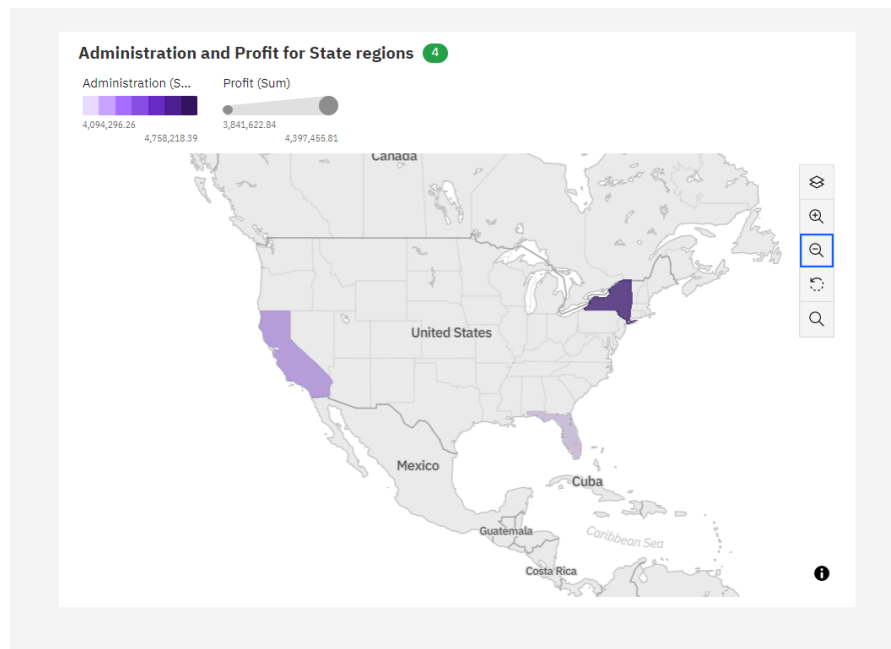 Administration and Profit for State regions 4
Administration (S...
Profit (Sum)
4,094,296.26
4,758,218.39
3,841,622.84
4,397,455.81
Canada
United States
Mexico
Cuba
Guatemala
Caribbean Sea
Costa Rica